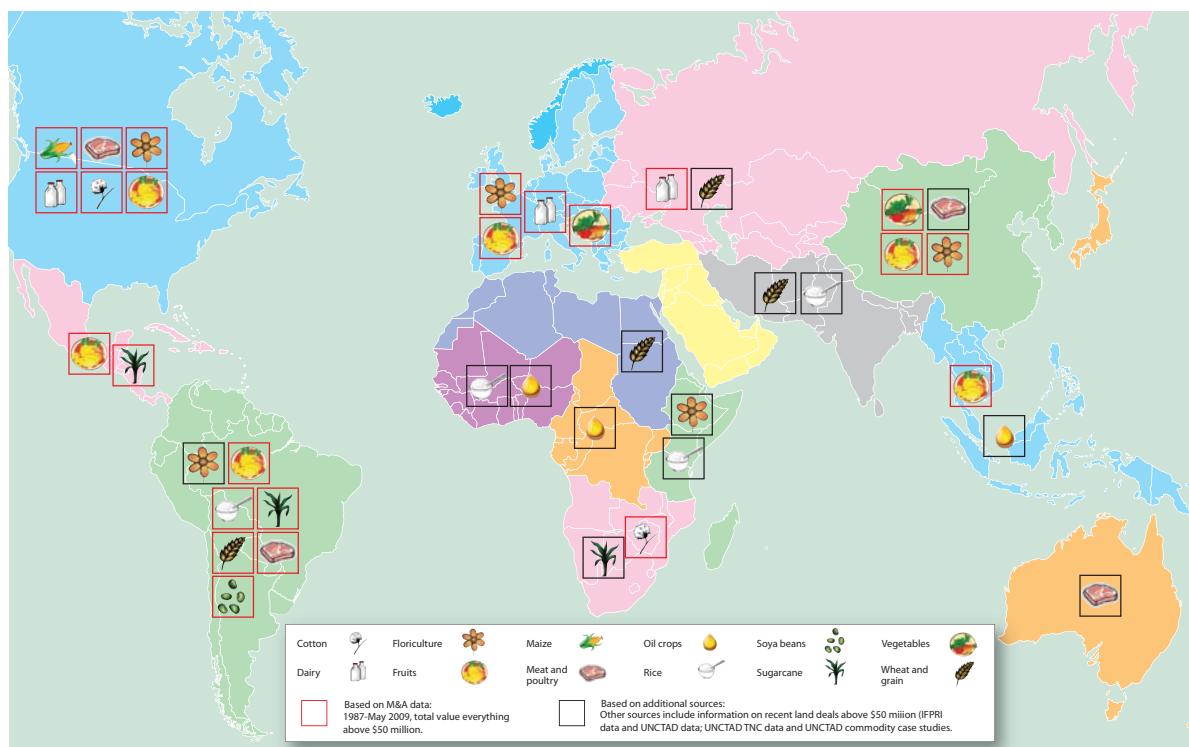 Cotton Floriculture Maize Oil crops Soya beans Vegetables
Dairy Fruits Meat and poultry Rice Sugarcane Wheat and grain
Based on M&A data:
1987-May 2009, total value everything
above $50 million.
Based on additional sources:
Other sources include information on recent land deals above $50 miiion (IFPRI
data and UNCTAD data; UNCTAD TNC data and UNCTAD commodity case studies.